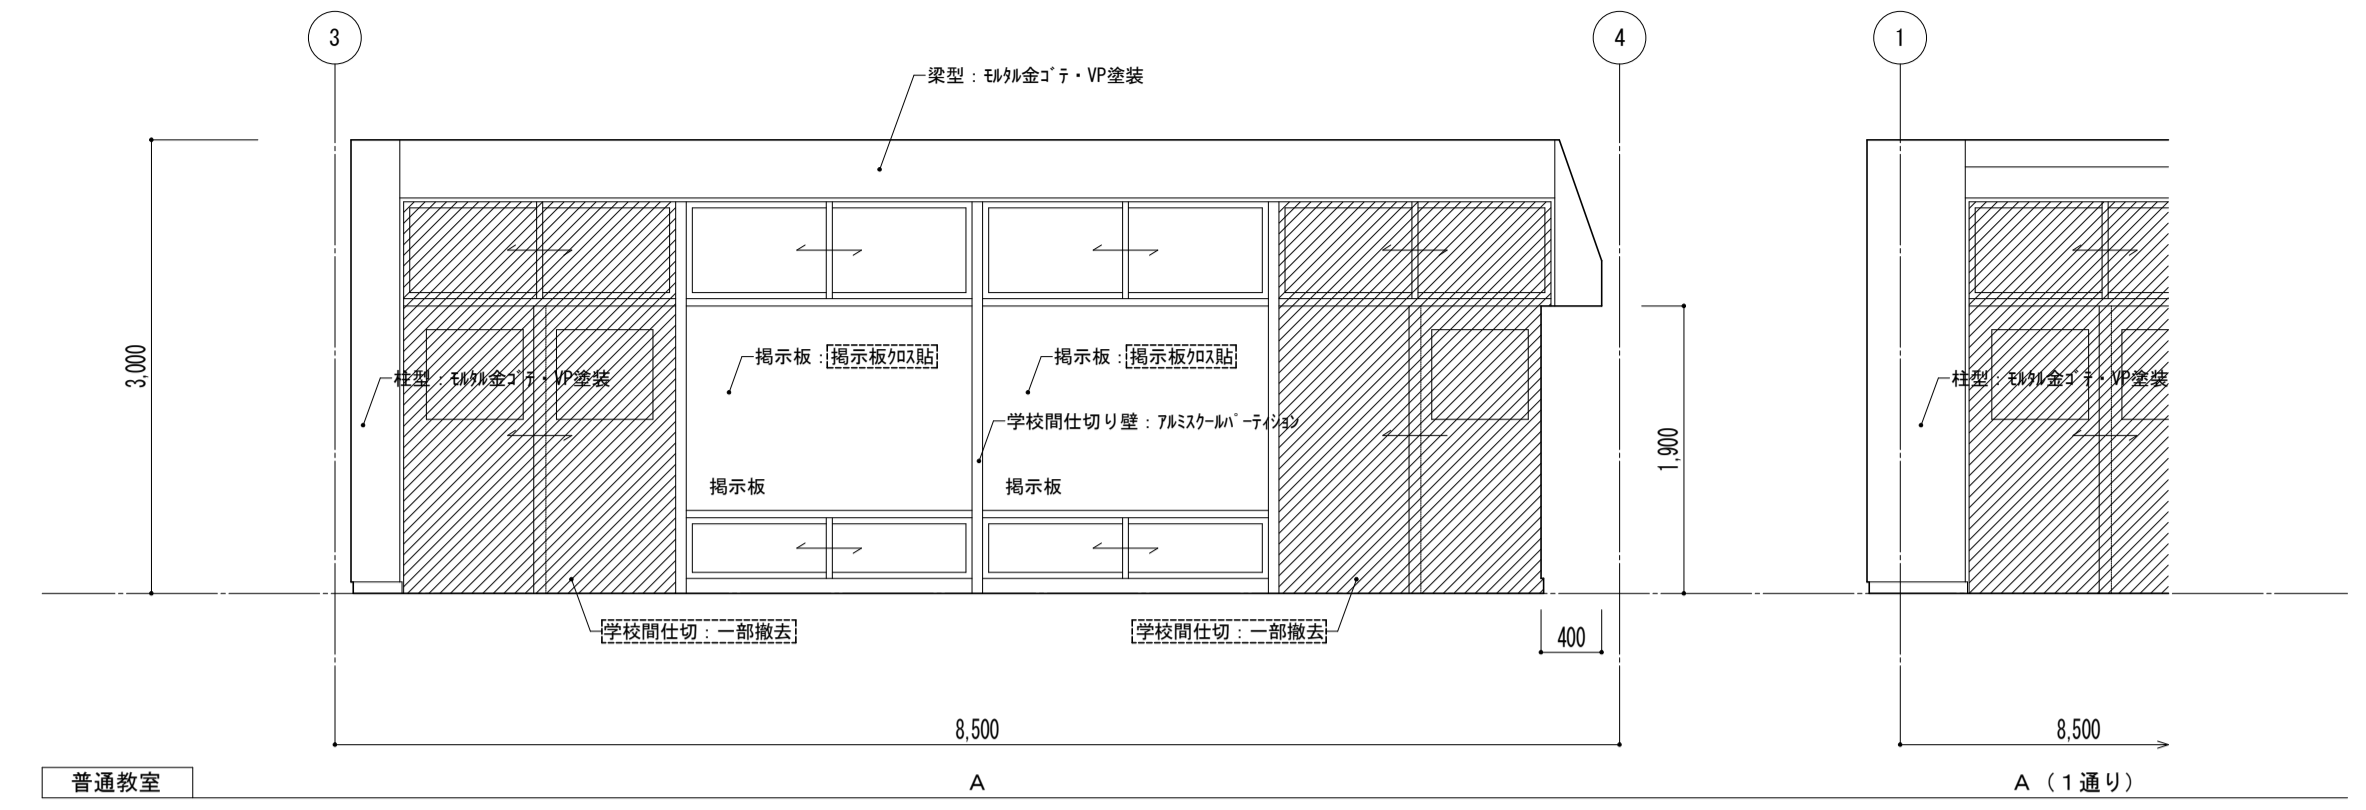 3
4
1
梁型：ﾓﾙﾀﾙ金ｺﾞﾃ・VP塗装
3,000
掲示板：掲示板ｸﾛｽ貼
掲示板：掲示板ｸﾛｽ貼
柱型：ﾓﾙﾀﾙ金ｺﾞﾃ・VP塗装
柱型：ﾓﾙﾀﾙ金ｺﾞﾃ・VP塗装
学校間仕切り壁：ｱﾙﾐｽｸｰﾙﾊﾟｰﾃｨｼｮﾝ
1,900
掲示板
掲示板
学校間仕切：一部撤去
学校間仕切：一部撤去
400
8,500
8,500
普通教室
A
A（１通り）